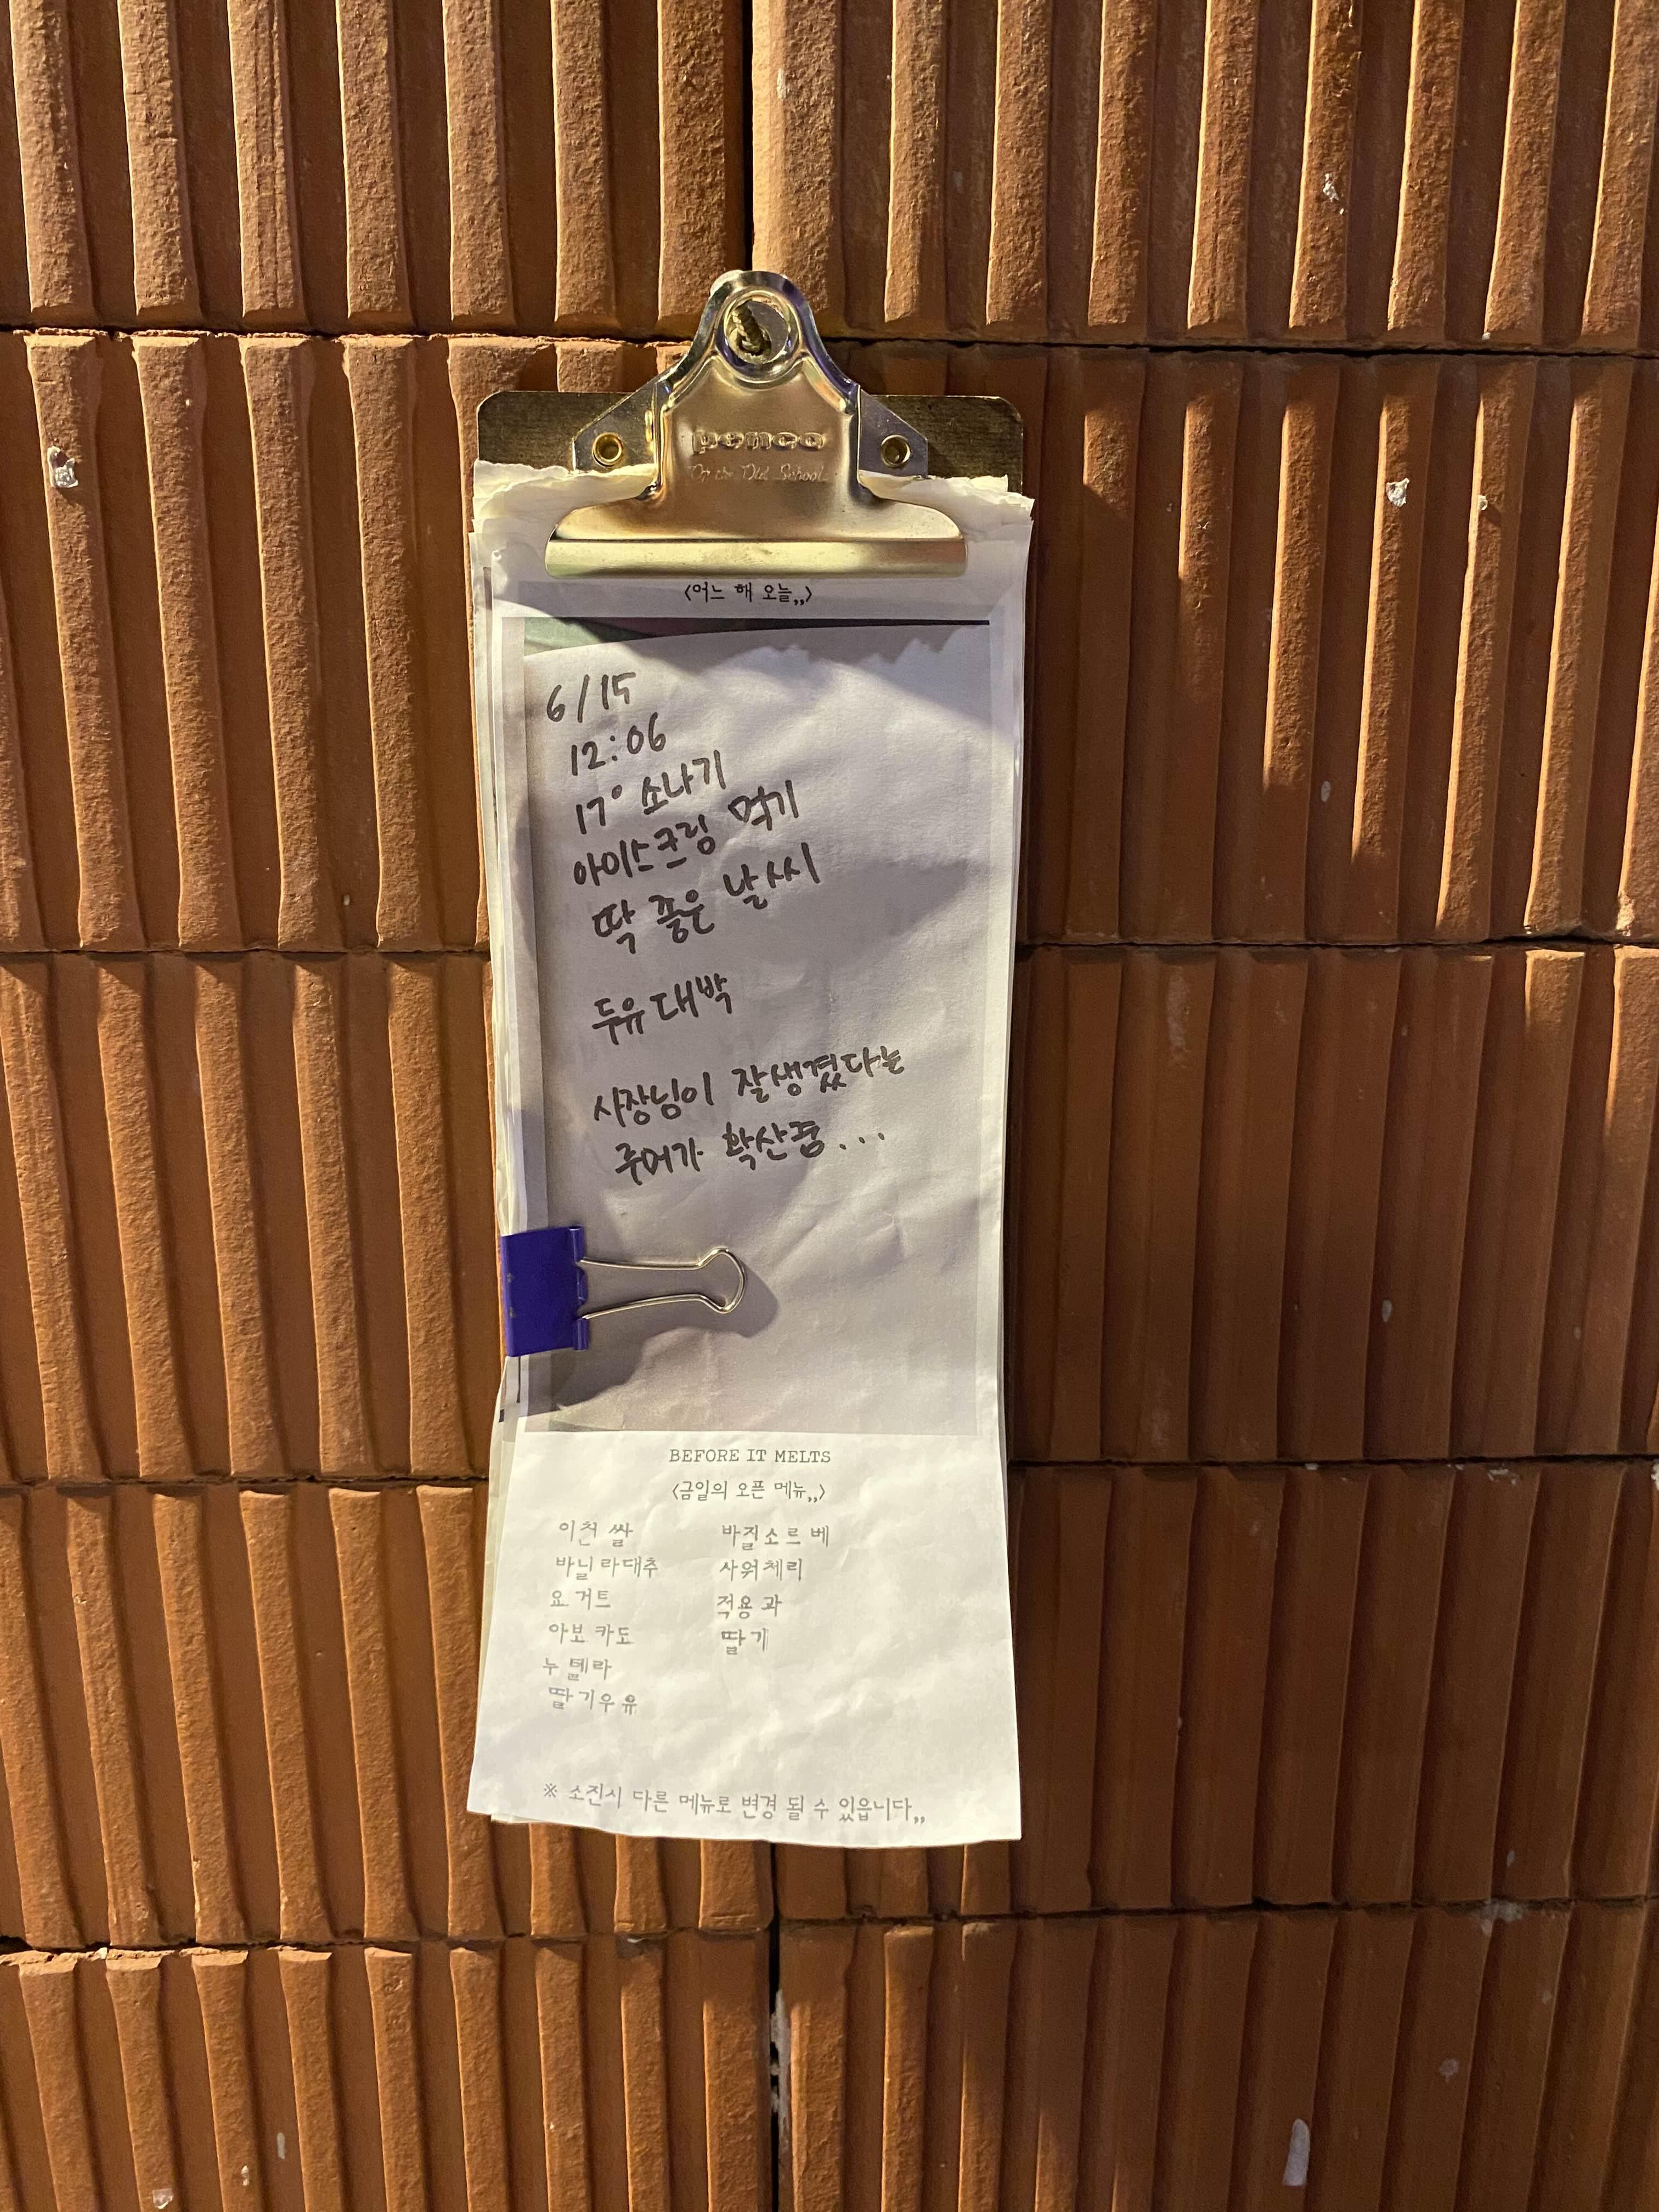 penco
On the Old School
<어느 해 오늘,,>
6/15
12:06
17° 소나기
아이스크림 먹기
딱 좋은 날씨
두유 대박
사장님이 잘생겼다는
루머가 확산중...
BEFORE IT MELTS
<금일의 오픈 메뉴,,>
이천 쌀
바닐라대추
요거트
아보카도
누텔라
딸기우유
바질소르베
사워체리
적용과
딸기
※ 소진시 다른 메뉴로 변경 될 수 있읍니다,,